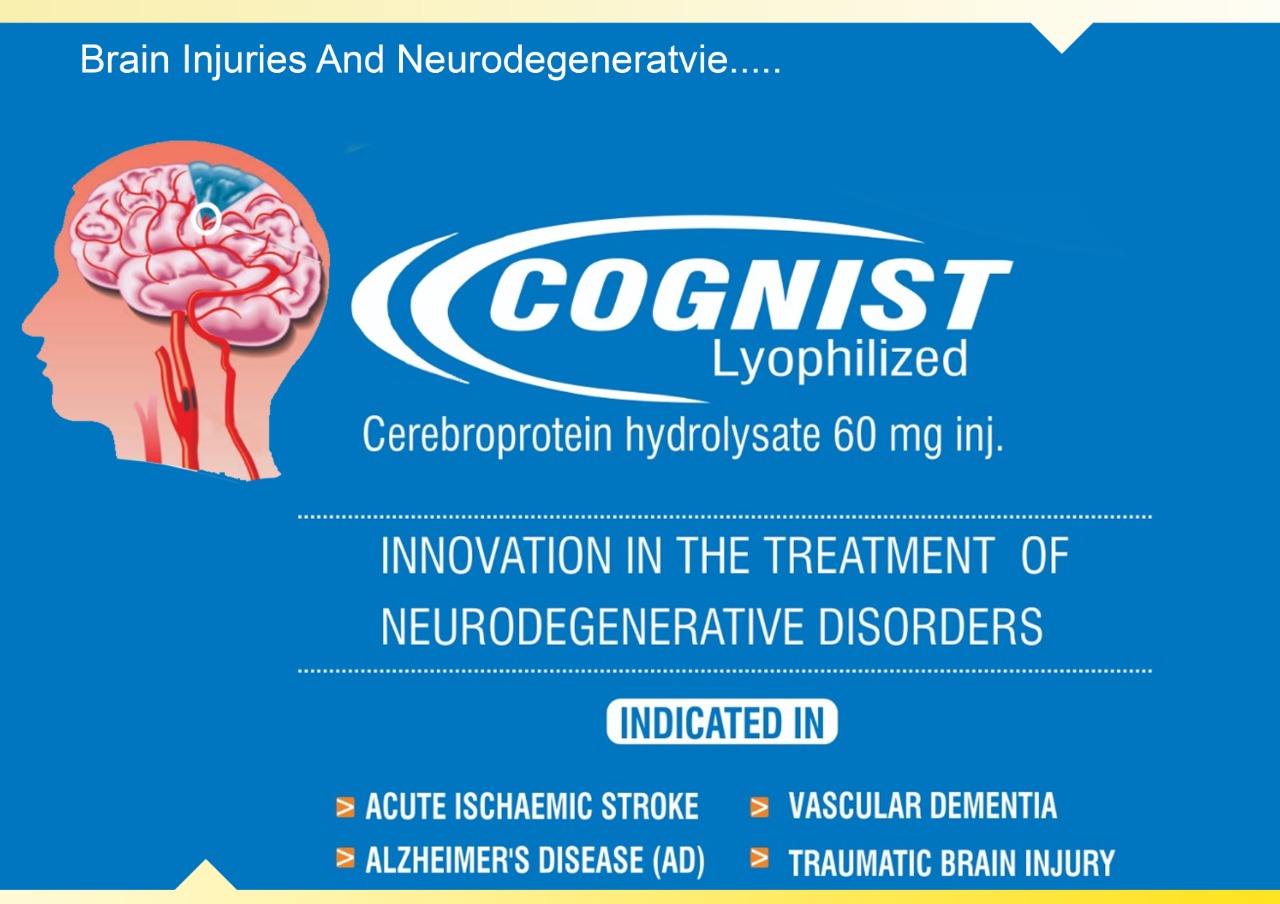 Brain Injuries And Neurodegeneratvie.....
COGNIST
Lyophilized
Cerebroprotein hydrolysate 60 mg inj.
INNOVATION IN THE TREATMENT OF
NEURODEGENERATIVE DISORDERS
INDICATED IN
> ACUTE ISCHAEMIC STROKE
> VASCULAR DEMENTIA
> ALZHEIMER'S DISEASE (AD)
> TRAUMATIC BRAIN INJURY